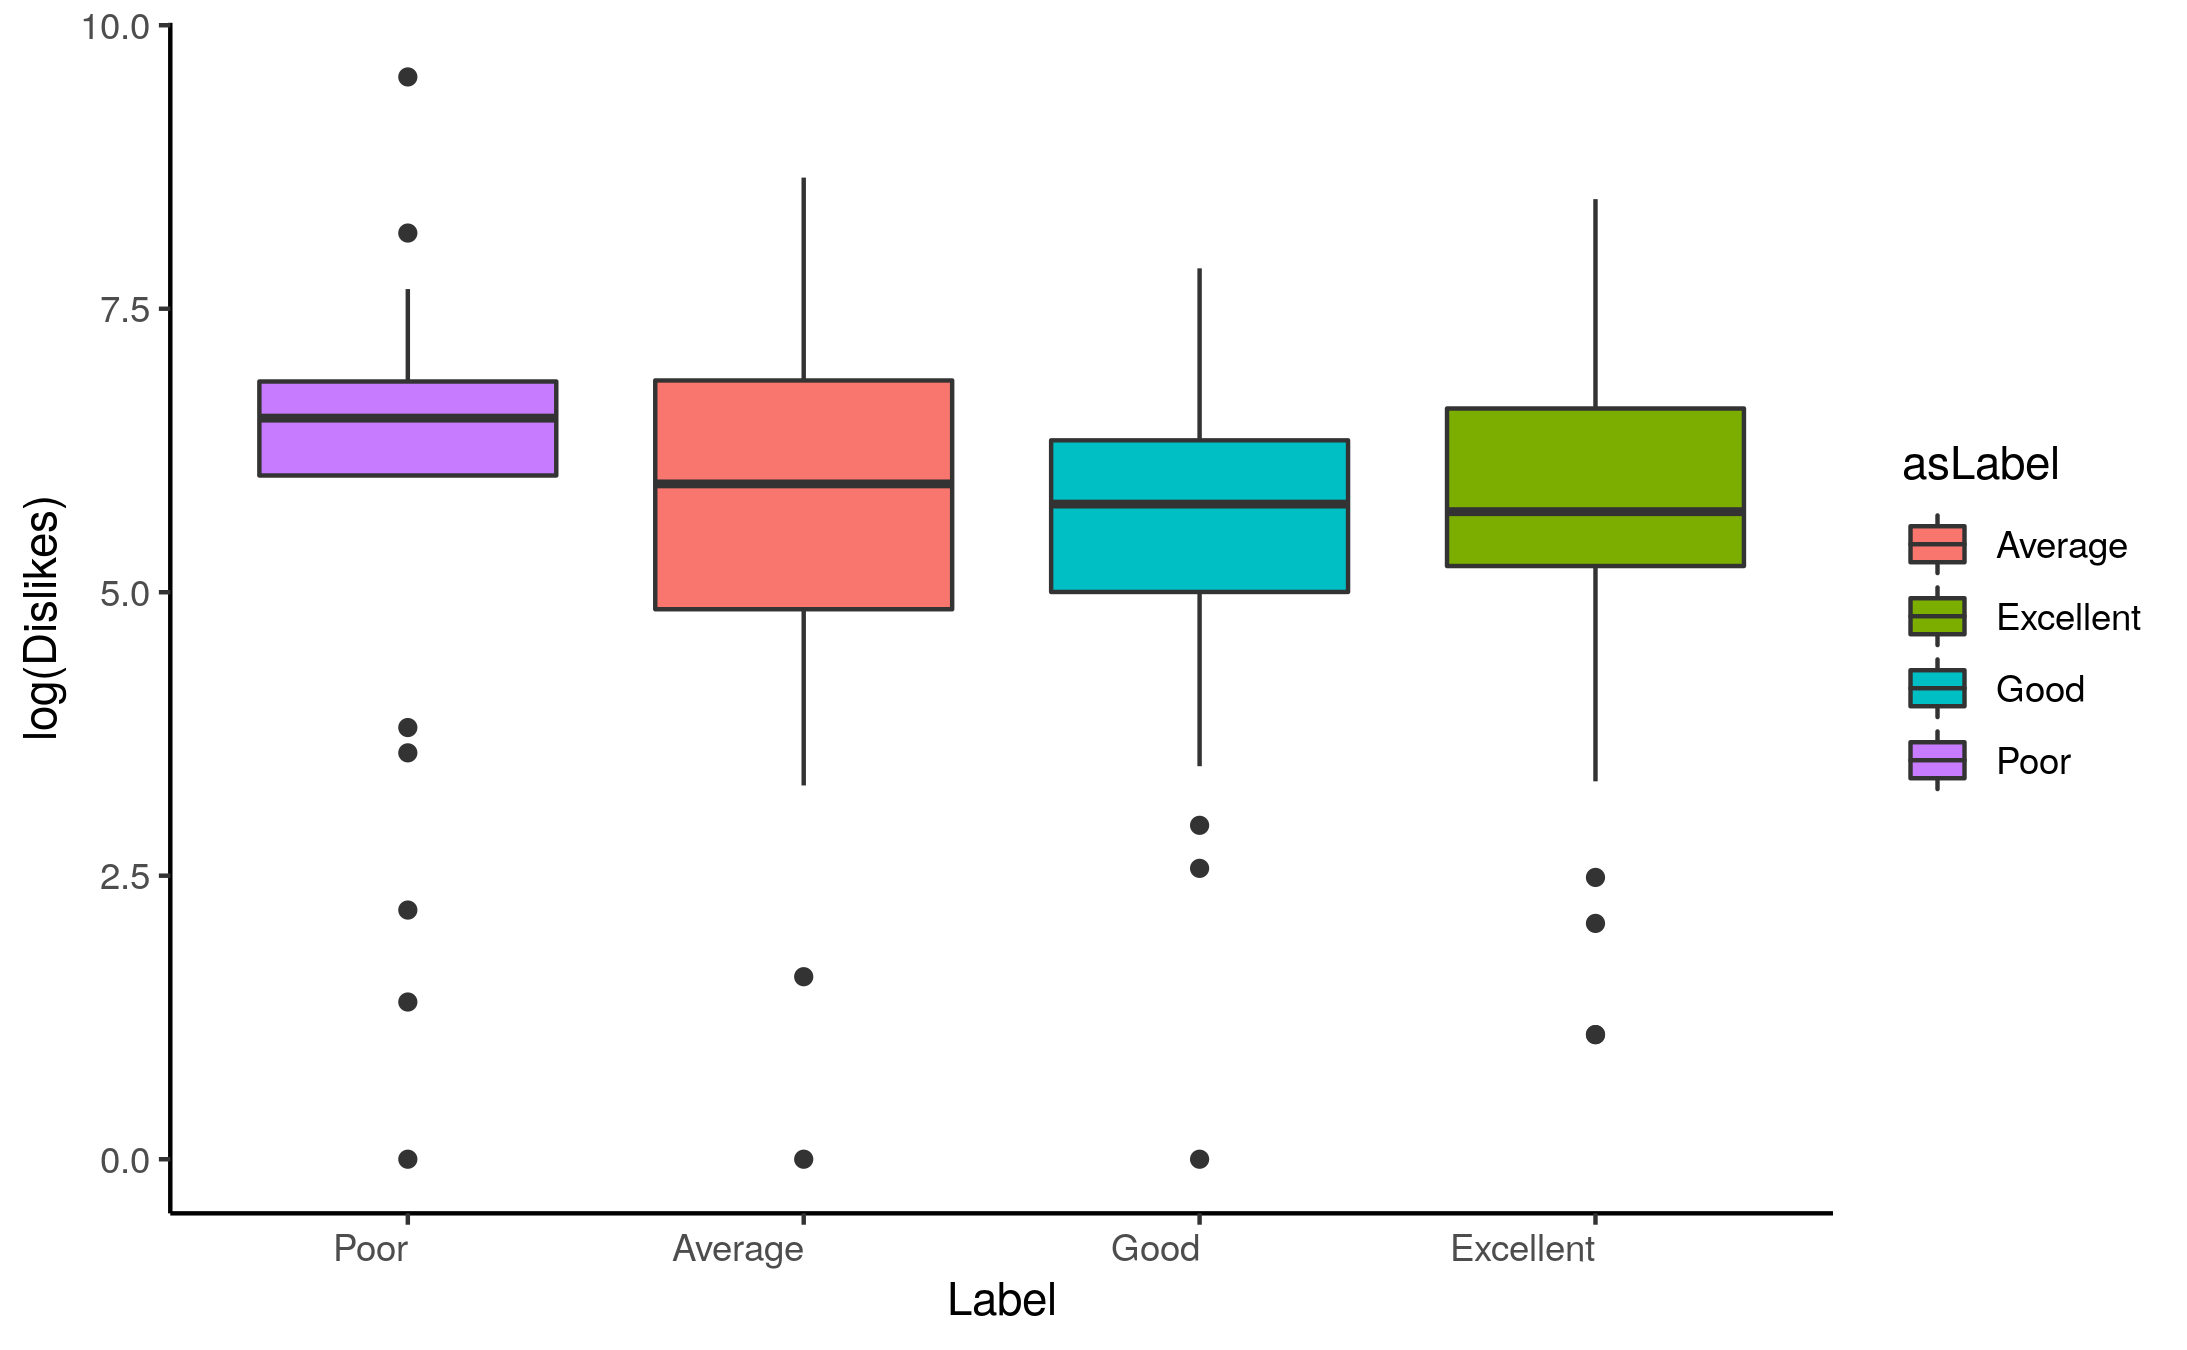 10.0
7.5
5.0
2.5
0.0
log(Dislikes)
Poor Average Good Excellent
Label
asLabel
Average
Excellent
Good
Poor